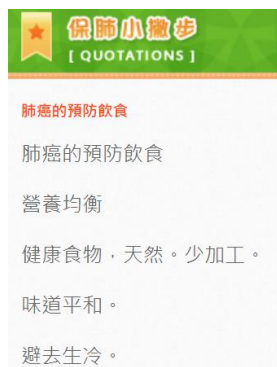 保肺小撇步
[ QUOTATIONS ]
肺癌的預防飲食
肺癌的預防飲食
營養均衡
健康食物，天然。少加工。
味道平和。
避去生冷。